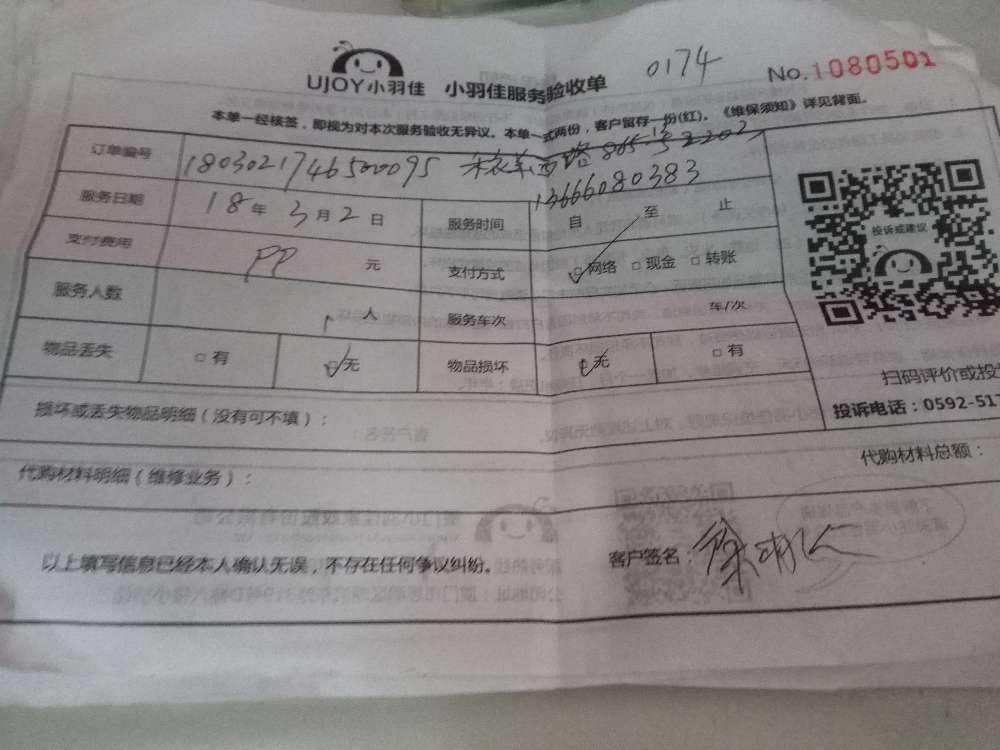 UJOY小羽佳 小羽佳服务验收单 0174 No.1080501
本单一经核签，即视为对本次服务验收无异议。本单一式两份，客户留存一份(红)。《维保须知》详见背面。
订单编号 1803021746500095
13666080383
服务日期 18年3月2日 服务时间 自 至 止
投诉或建议
支付费用 元 支付方式 网络 现金 转账
服务人数 人 服务车次 车/次
物品丢失 有 无 物品损坏 无 有
扫码评价或投
损坏或丢失物品明细（没有可不填）：
投诉电话：0592-517
代购材料明细（维修业务）：
代购材料总额：
以上填写信息已经本人确认无误，不存在任何争议纠纷。
客户签名：